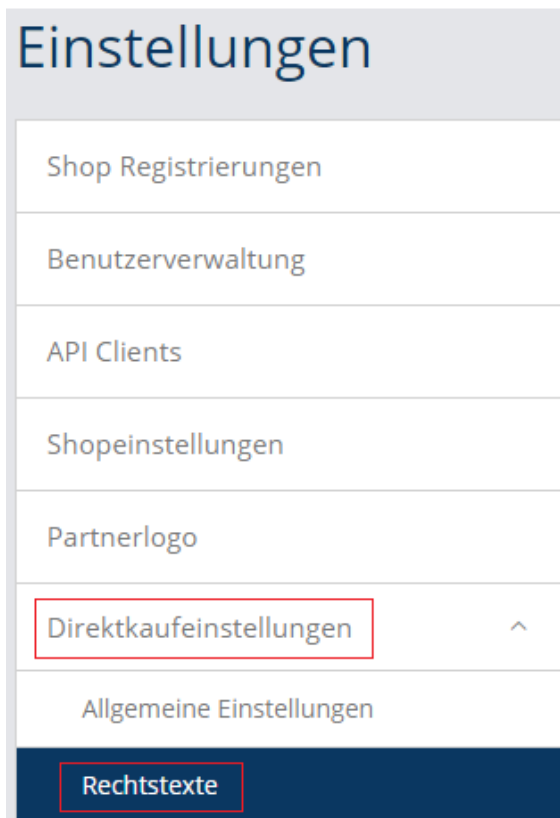 Einstellungen
Shop Registrierungen
Benutzerverwaltung
API Clients
Shopeinstellungen
Partnerlogo
Direktkaufeinstellungen
Allgemeine Einstellungen
Rechtstexte